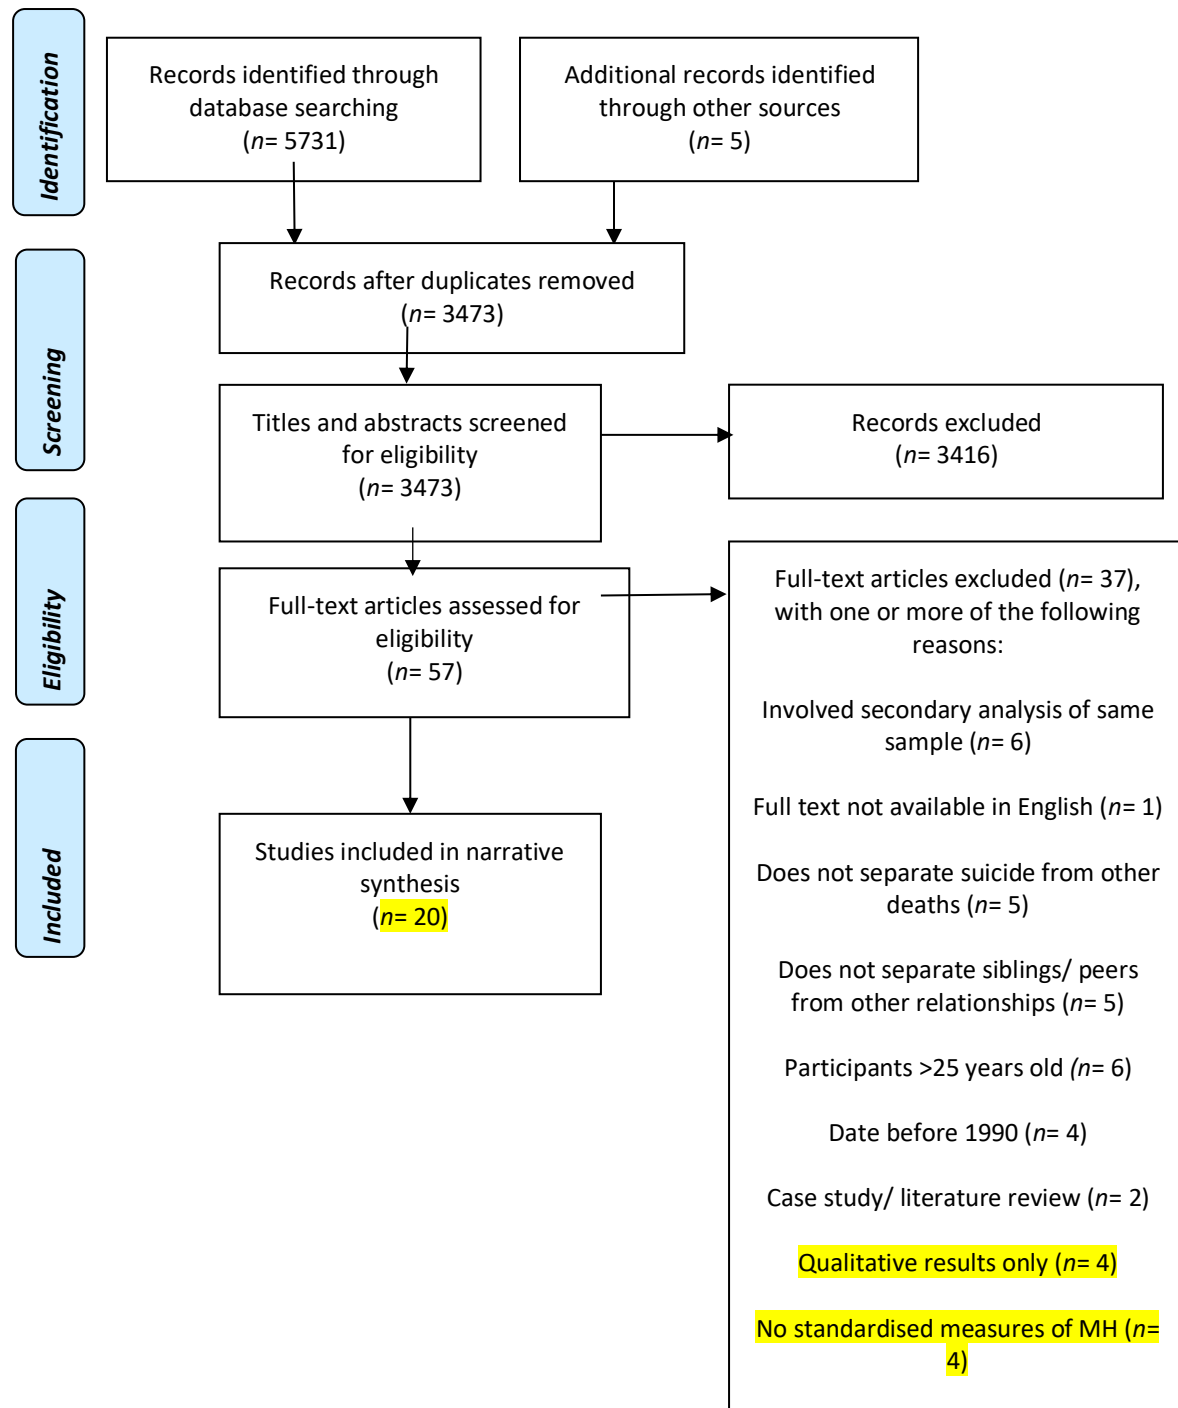 Identification
Records identified through
database searching
(n= 5731)
Additional records identified
through other sources
(n= 5)
Screening
Records after duplicates removed
(n= 3473)
Titles and abstracts screened
for eligibility
(n= 3473)
Records excluded
(n= 3416)
Eligibility
Full-text articles assessed for
eligibility
(n= 57)
Full-text articles excluded (n= 37),
with one or more of the following
reasons:
Involved secondary analysis of same
sample (n= 6)
Full text not available in English (n= 1)
Does not separate suicide from other
deaths (n= 5)
Does not separate siblings/ peers
from other relationships (n= 5)
Participants >25 years old (n= 6)
Date before 1990 (n= 4)
Case study/ literature review (n= 2)
Qualitative results only (n= 4)
No standardised measures of MH (n=
4)
Included
Studies included in narrative
synthesis
(n= 20)